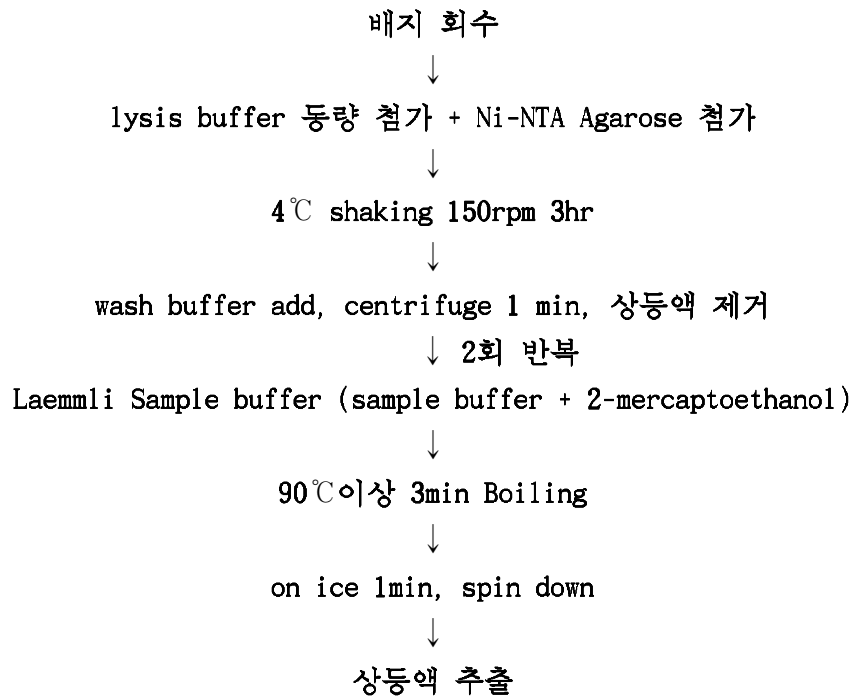 배지 회수
↓
lysis buffer 동량 첨가 + Ni-NTA Agarose 첨가
↓
4℃ shaking 150rpm 3hr
↓
wash buffer add, centrifuge 1 min, 상등액 제거
↓ 2회 반복
Laemmli Sample buffer (sample buffer + 2-mercaptoethanol)
↓
90℃이상 3min Boiling
↓
on ice 1min, spin down
↓
상등액 추출